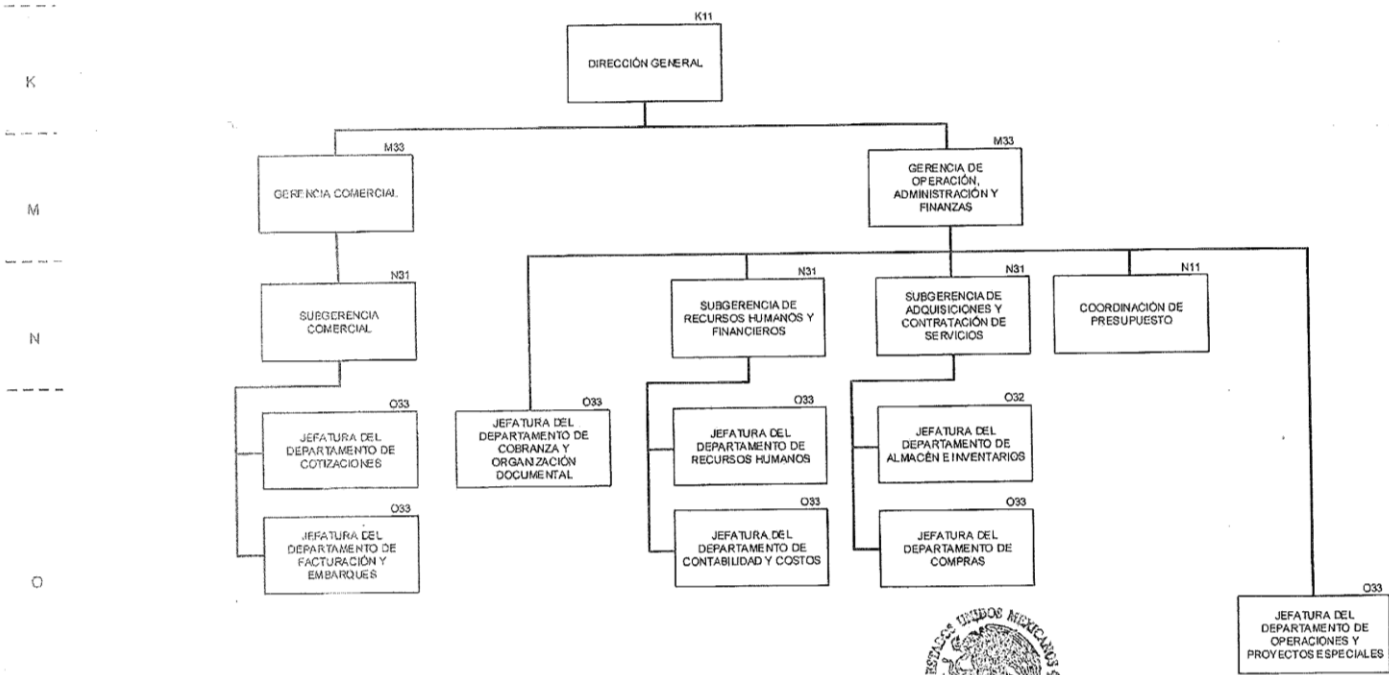 K11
DIRECCIÓN GENERAL
K
M33
GERENCIA COMERCIAL
M33
GERENCIA DE
OPERACIÓN,
ADMINISTRACIÓN Y
FINANZAS
M
N31
SUBGERENCIA
COMERCIAL
N31
SUBGERENCIA DE
RECURSOS HUMANOS Y
FINANCIEROS
N31
SUBGERENCIA DE
ADQUISICIONES Y
CONTRATACIÓN DE
SERVICIOS
N11
COORDINACIÓN DE
PRESUPUESTO
N
O33
JEFATURA DEL
DEPARTAMENTO DE
COTIZACIONES
O33
JEFATURA DEL
DEPARTAMENTO DE
COBRANZA Y
ORGANIZACIÓN
DOCUMENTAL
O33
JEFATURA DEL
DEPARTAMENTO DE
RECURSOS HUMANOS
O32
JEFATURA DEL
DEPARTAMENTO DE
ALMACÉN E INVENTARIOS
O33
JEFATURA DEL
DEPARTAMENTO DE
FACTURACIÓN Y
EMBARQUES
O33
JEFATURA DEL
DEPARTAMENTO DE
CONTABILIDAD Y COSTOS
O33
JEFATURA DEL
DEPARTAMENTO DE
COMPRAS
O
O33
JEFATURA DEL
DEPARTAMENTO DE
OPERACIONES Y
PROYECTOS ESPECIALES
ESTADOS UNIDOS MEXICANOS